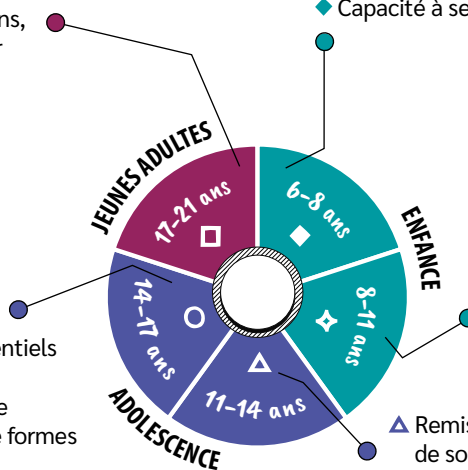 ns,
Capacité à se
JEUNES ADULTES
17-21 ans
6-8 ans
ENFANCE
8-11 ans
14-17 ans
11-14 ans
ADOLESCENCE
entiels
e
e formes
Remis
de so